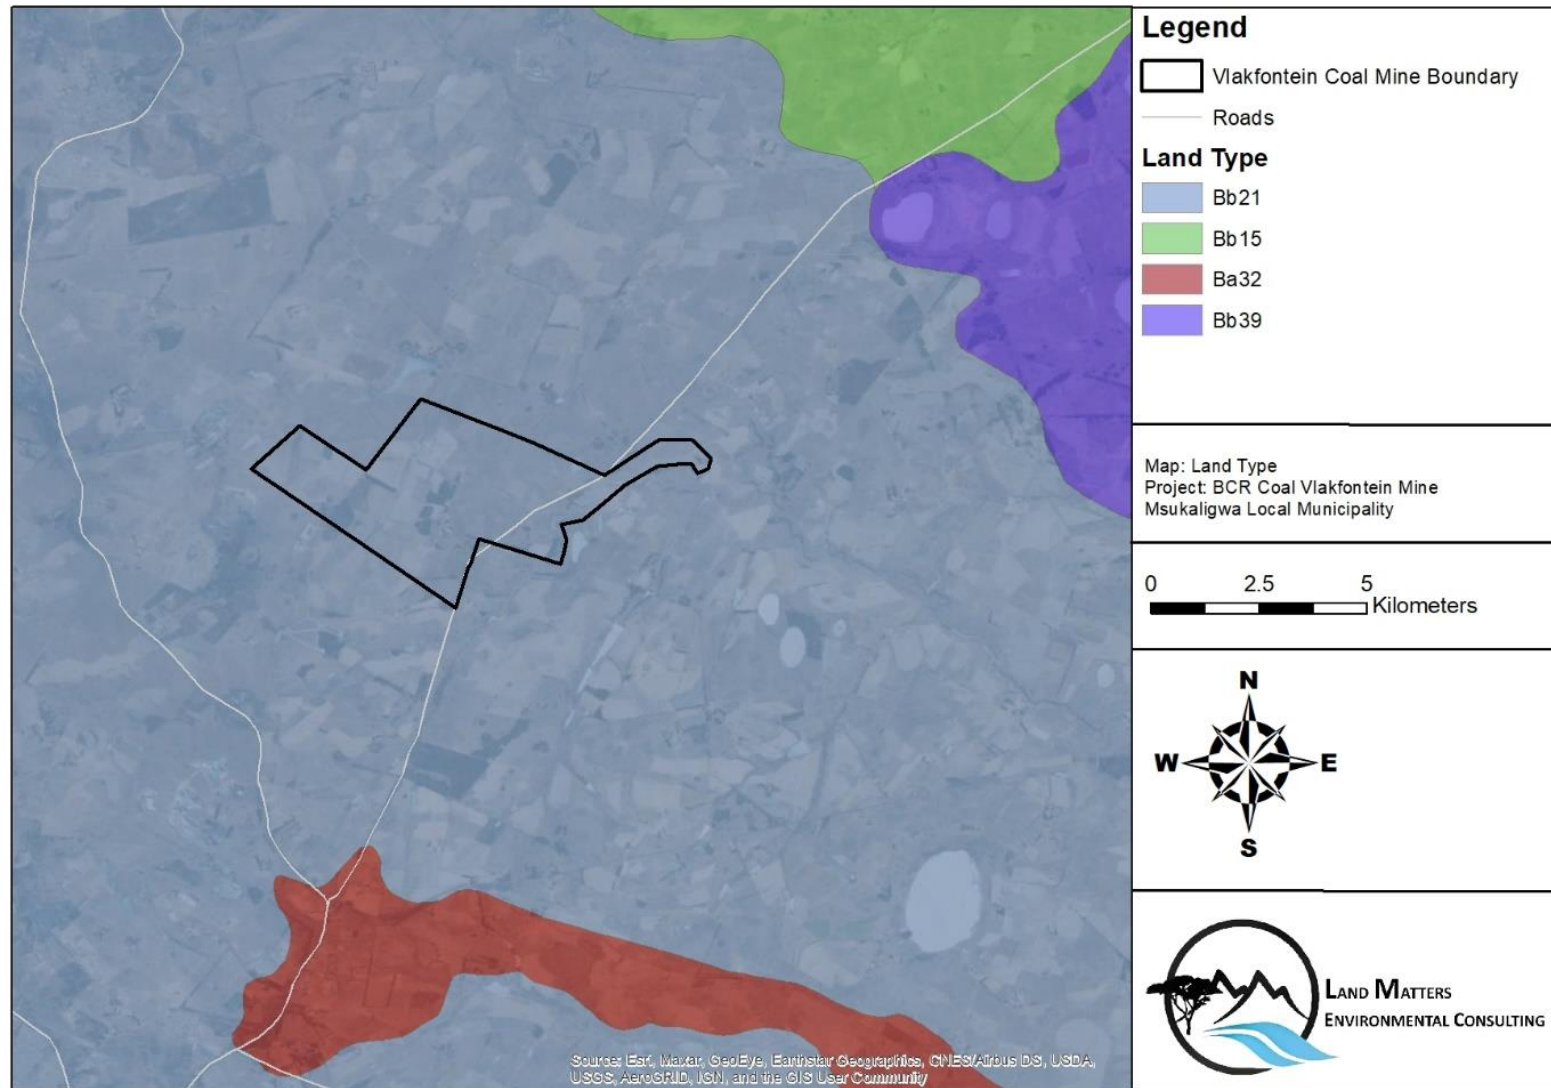 Legend
Vlakfontein Coal Mine Boundary
Roads
Land Type
Bb21
Bb15
Ba32
Bb39
Map: Land Type
Project: BCR Coal Vlakfontein Mine
Msukaligwa Local Municipality
0 2.5 5
Kilometers
N
W E
S
LAND MATTERS
ENVIRONMENTAL CONSULTING
Source: Esri, Maxar, GeoEye, Earthstar Geographics, CNES/Airbus DS, USDA,
USGS, AeroGRID, IGN, and the GIS User Community